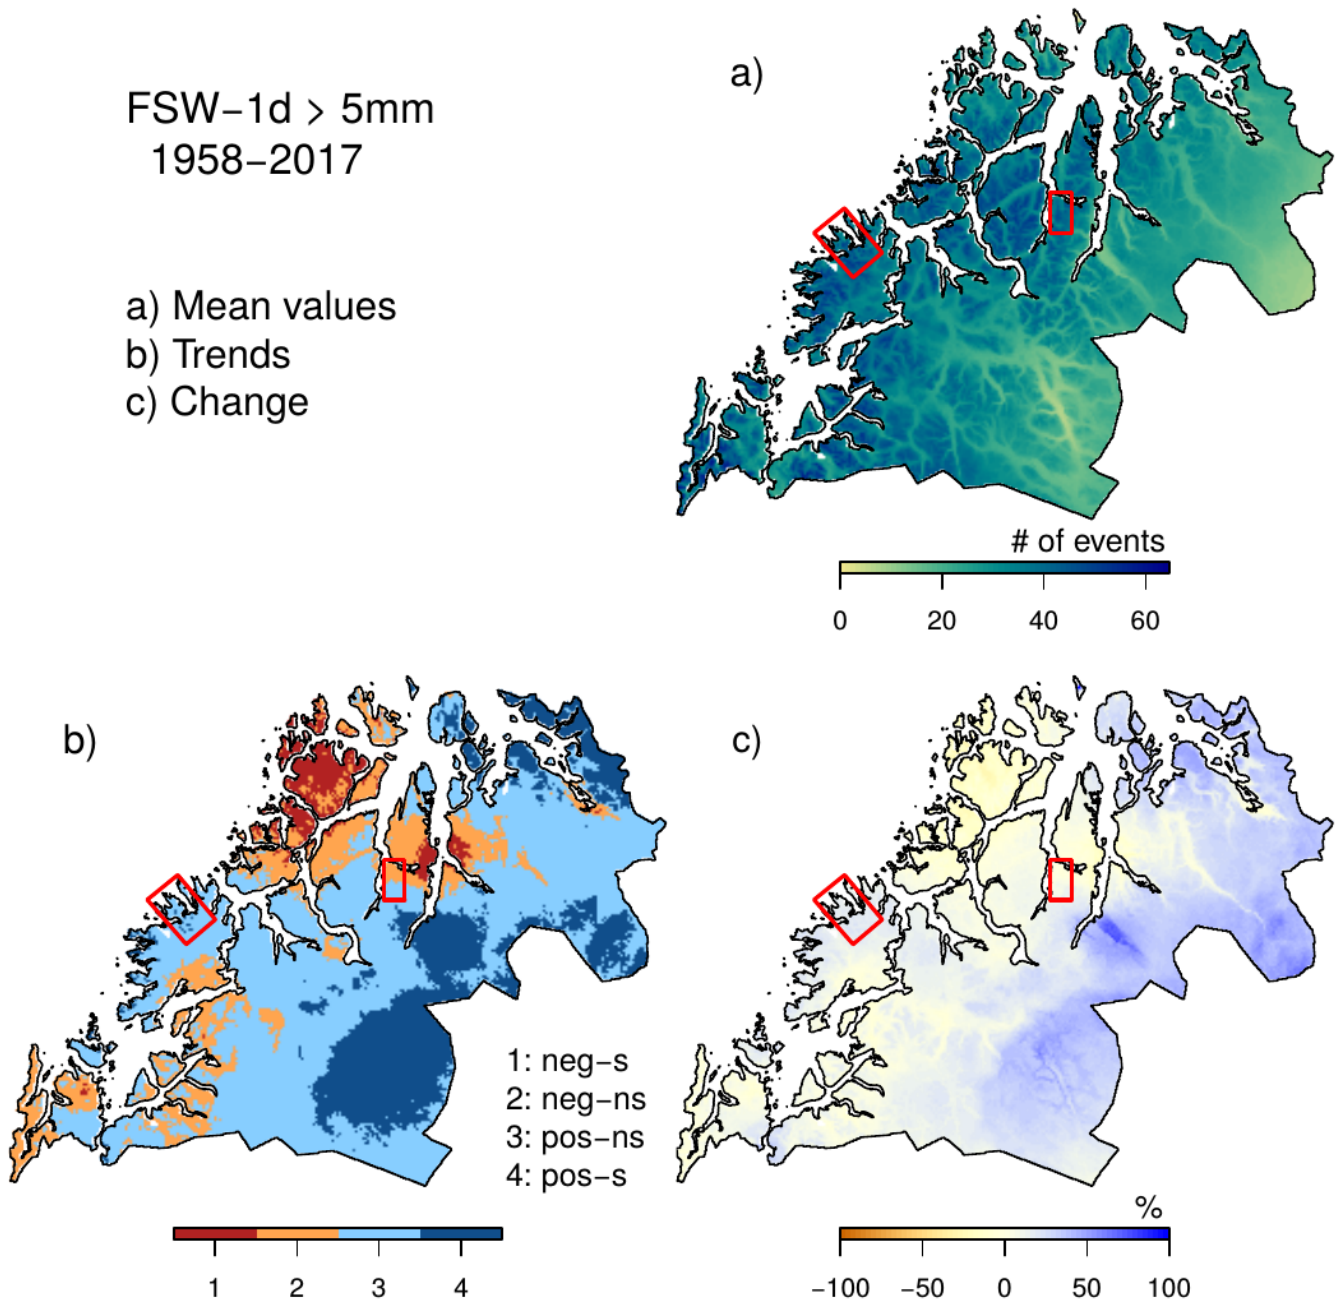 FSW−1d > 5mm
1958−2017
a) Mean values
b) Trends
c) Change
a)
# of events
0 20 40 60
b)
1: neg−s
2: neg−ns
3: pos−ns
4: pos−s
1 2 3 4
c)
%
−100 −50 0 50 100